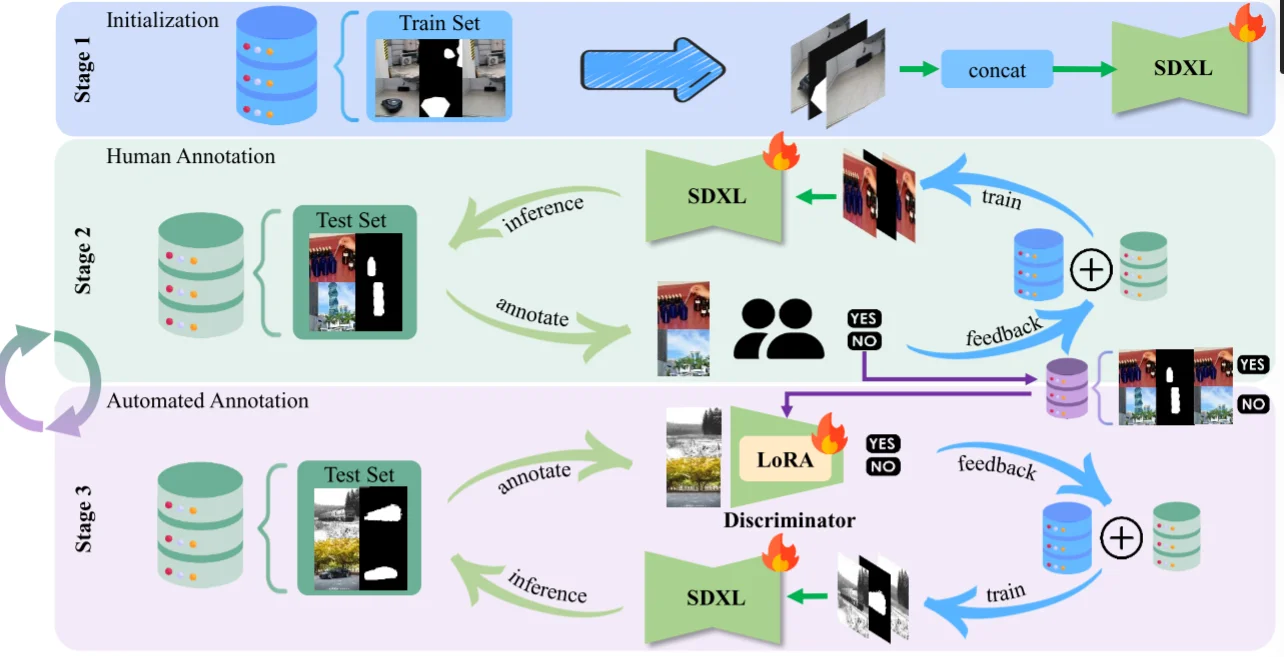 Initialization
Stage 1
Train Set
concat
SDXL
Human Annotation
Stage 2
Test Set
inference
SDXL
train
annotate
YES
NO
feedback
YES
NO
Automated Annotation
Stage 3
Test Set
annotate
LoRA
Discriminator
YES
NO
feedback
inference
SDXL
train